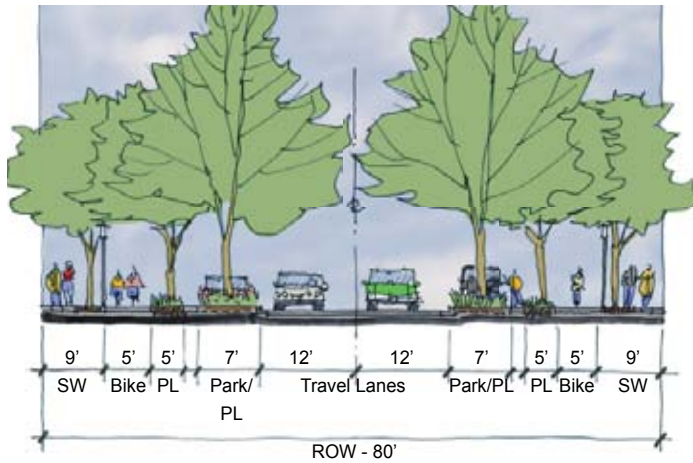 9' 5' 5' 7' 12' 12' 7' 5' 5' 9'
SW Bike PL Park/ Travel Lanes Park/PL PL Bike SW
PL
ROW - 80'